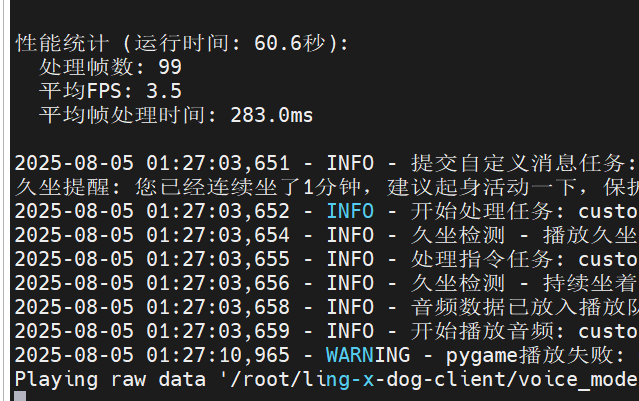 性能统计 (运行时间: 60.6秒):
处理帧数: 99
平均FPS: 3.5
平均帧处理时间: 283.0ms
2025-08-05 01:27:03,651 - INFO - 提交自定义消息任务:
久坐提醒: 您已经连续坐了1分钟，建议起身活动一下，保护
2025-08-05 01:27:03,652 - INFO - 开始处理任务: custo
2025-08-05 01:27:03,654 - INFO - 久坐检测 - 播放久坐
2025-08-05 01:27:03,655 - INFO - 处理指令任务: custo
2025-08-05 01:27:03,656 - INFO - 久坐检测 - 持续坐着
2025-08-05 01:27:03,658 - INFO - 音频数据已放入播放队
2025-08-05 01:27:03,659 - INFO - 开始播放音频: custo
2025-08-05 01:27:10,965 - WARNING - pygame播放失败:
Playing raw data '/root/ling-x-dog-client/voice_mode